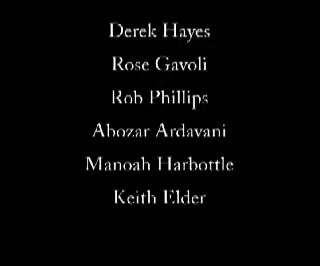 Derek Hayes
Rose Gavoli
Rob Phillips
Abozar Ardavani
Manoah Harbottle
Keith Elder